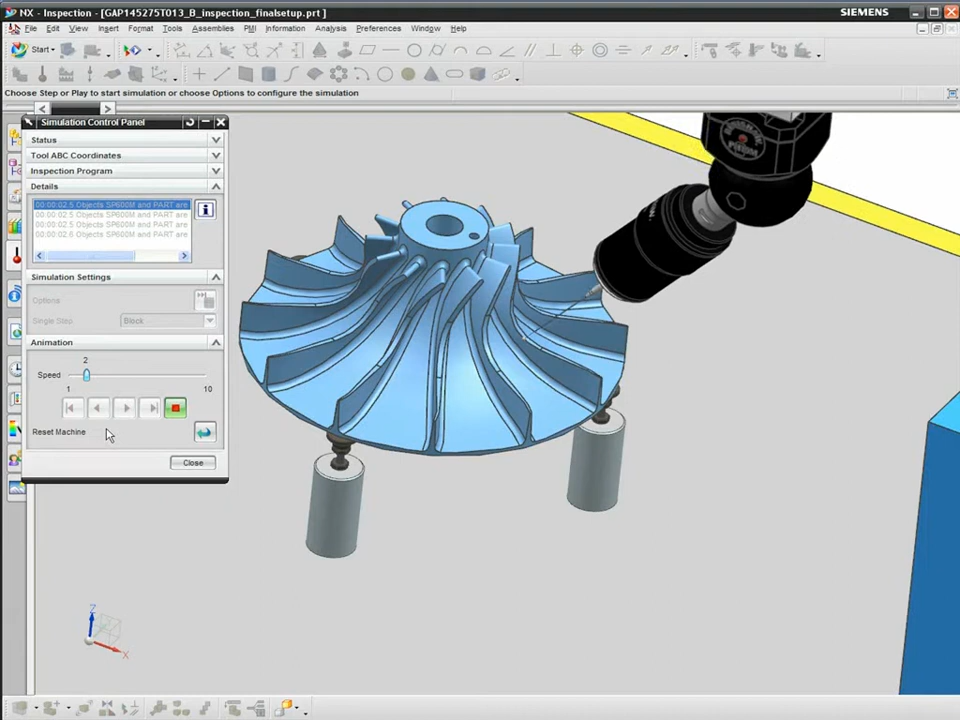 NX - Inspection - [GAP145275T013_B_inspection_finalsetup.prt ]
SIEMENS
File Edit View Insert Format Tools Assemblies PMI Information Analysis Preferences Window Help
Start
Choose Step or Play to start simulation or choose Options to configure the simulation
Simulation Control Panel
Status
Tool ABC Coordinates
Inspection Program
Details
00:00:02.5 Objects SP600M and PART are
00:00:02.5 Objects SP600M and PART are
00:00:02.5 Objects SP600M and PART are
00:00:02.6 Objects SP600M and PART are
Simulation Settings
Options
Single Step Block
Animation
2
Speed
1 10
Reset Machine
Close
Z
X